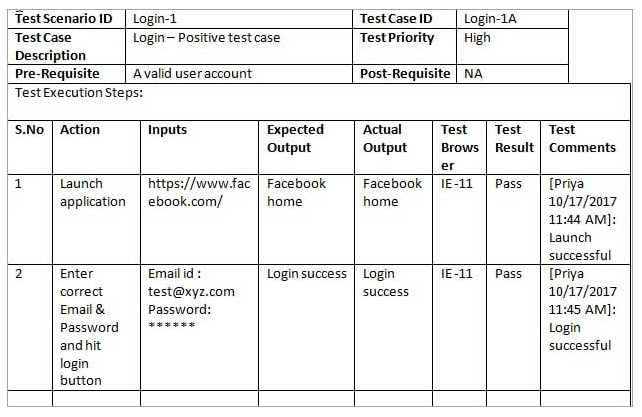 Test Scenario ID Login-1 Test Case ID Login-1A
Test Case Description Login – Positive test case Test Priority High
Pre-Requisite A valid user account Post-Requisite NA
Test Execution Steps:
S.No Action Inputs Expected Output Actual Output Test Brows er Test Result Test Comments
1 Launch application https://www.fac ebook.com/ Facebook home Facebook home IE-11 Pass [Priya 10/17/2017 11:44 AM]: Launch successful
2 Enter correct Email & Password and hit login button Email id : test@xyz.com Password: ****** Login success Login success IE-11 Pass [Priya 10/17/2017 11:45 AM]: Login successful